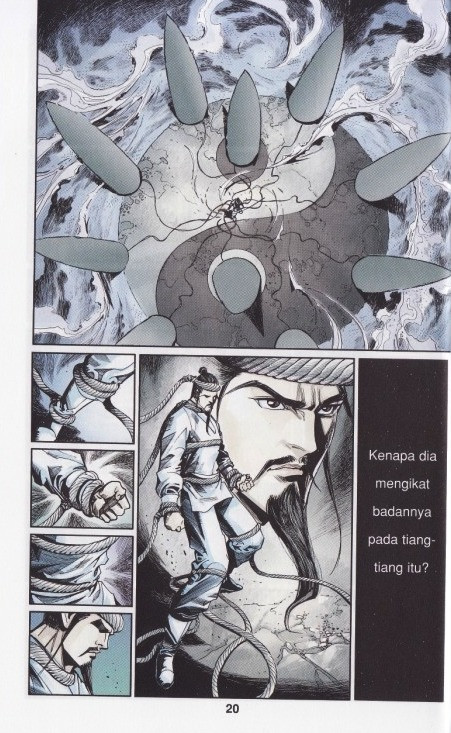 Kenapa dia
mengikat
badannya
pada tiang-
tiang itu?
20